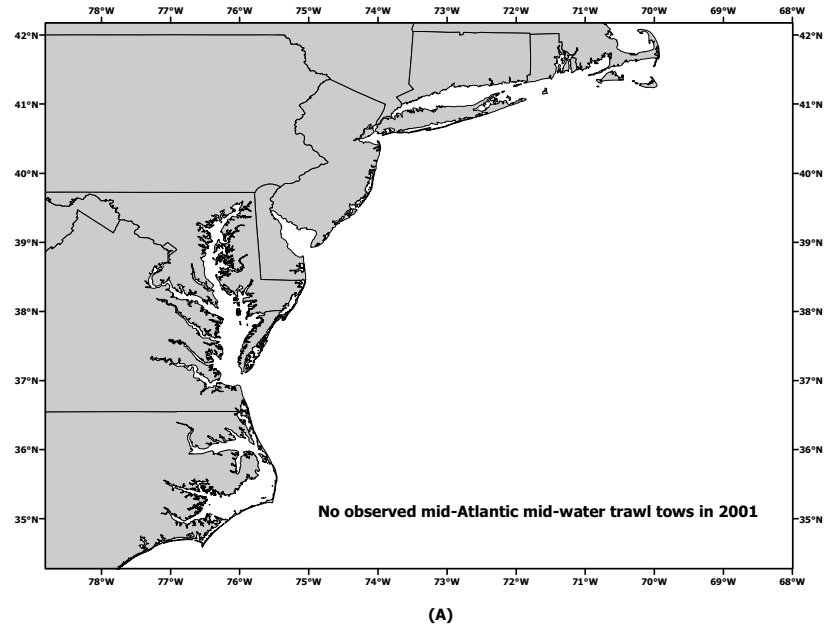 78°W 77°W 76°W 75°W 74°W 73°W 72°W 71°W 70°W 69°W 68°W
42°N 42°N
41°N 41°N
40°N 40°N
39°N 39°N
38°N 38°N
37°N 37°N
36°N 36°N
No observed mid-Atlantic mid-water trawl tows in 2001
35°N 35°N
78°W 77°W 76°W 75°W 74°W 73°W 72°W 71°W 70°W 69°W 68°W
(A)